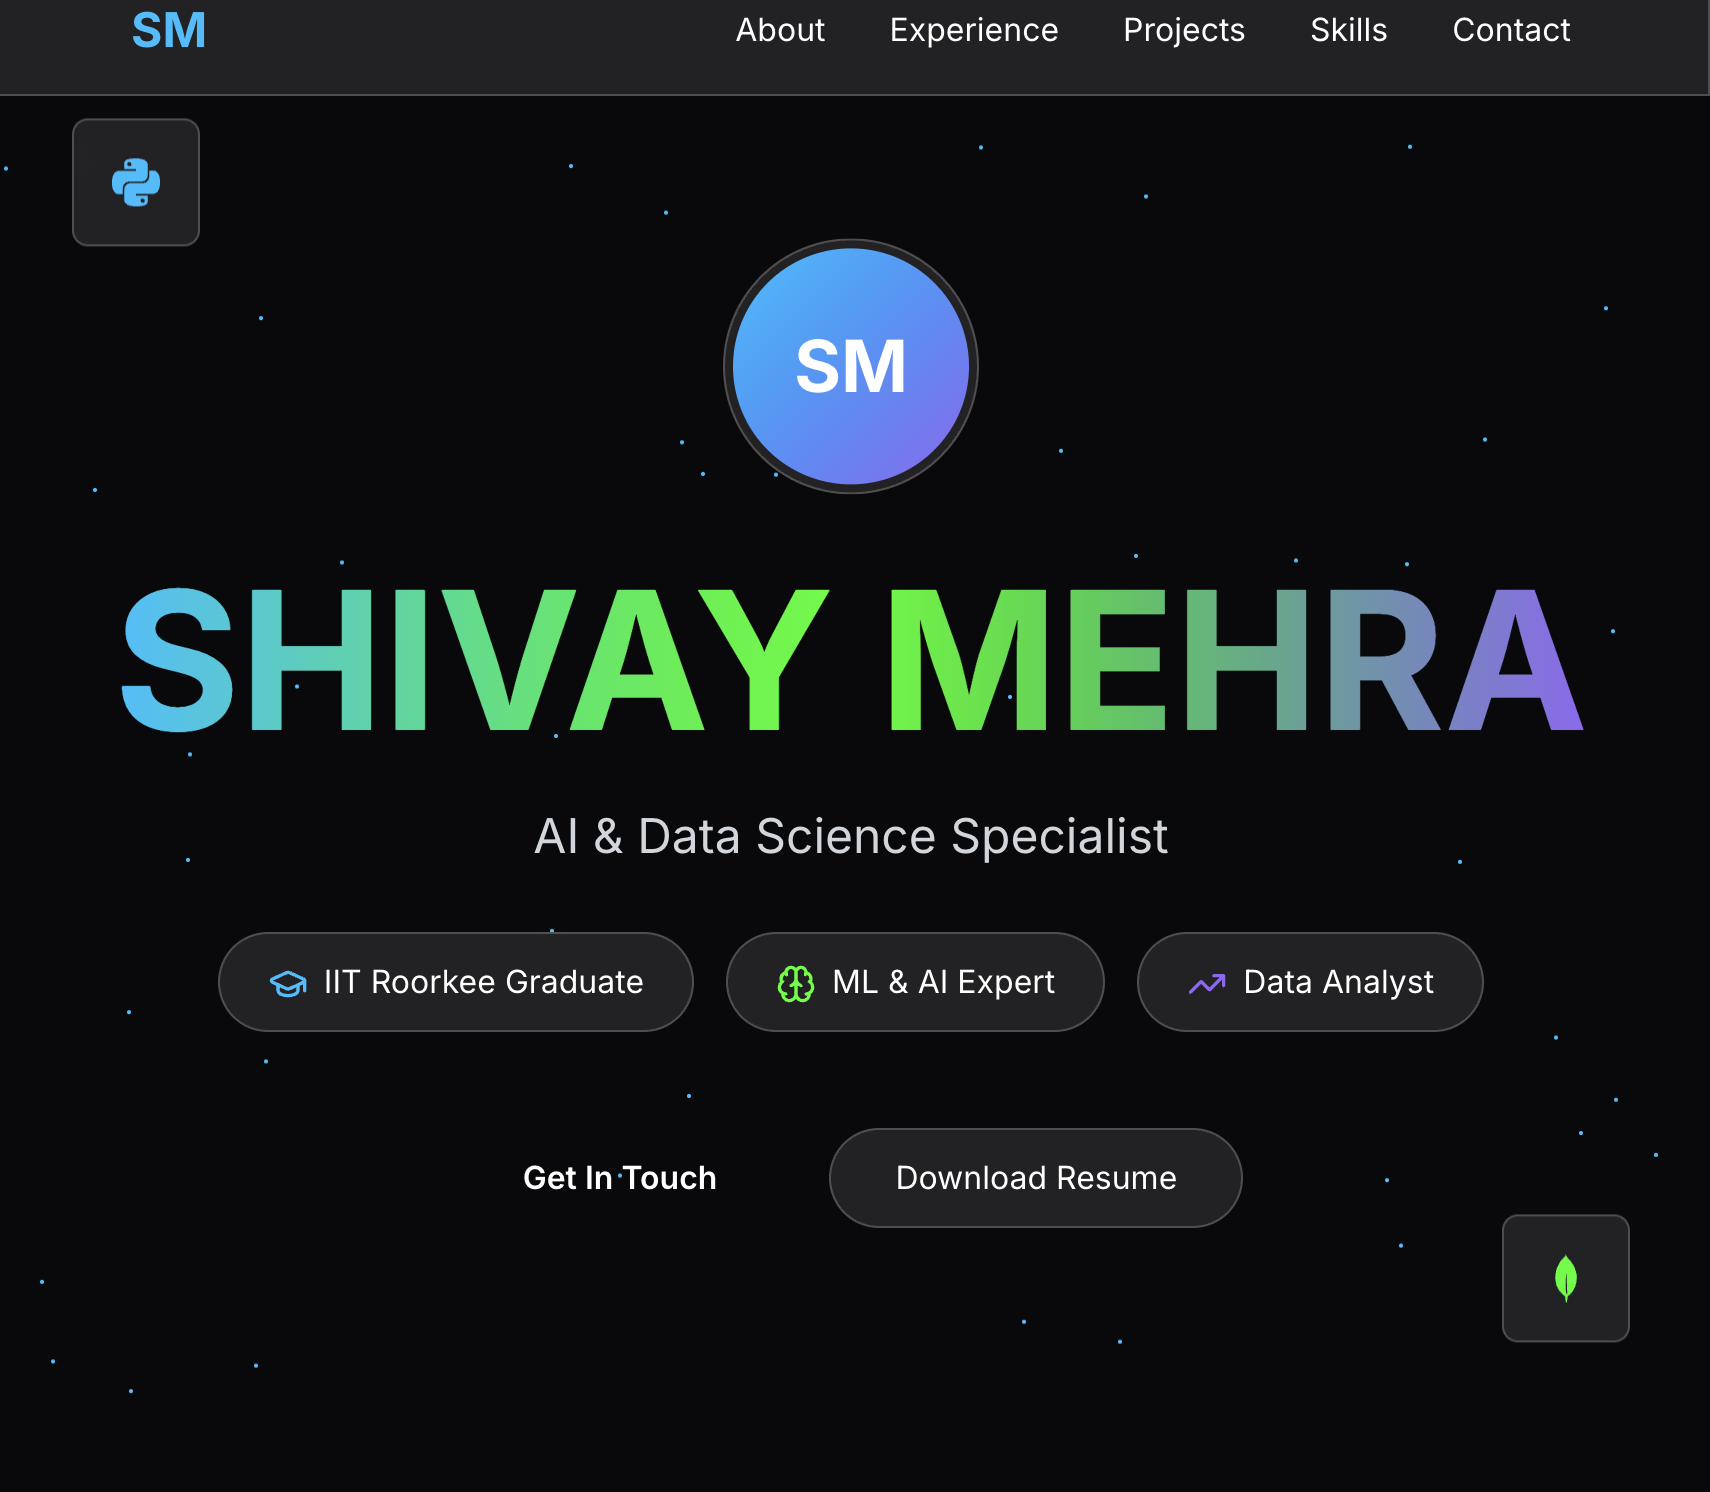 SM
About Experience Projects Skills Contact
SM
SHIVAY MEHRA
AI & Data Science Specialist
IIT Roorkee Graduate
ML & AI Expert
Data Analyst
Get In Touch
Download Resume